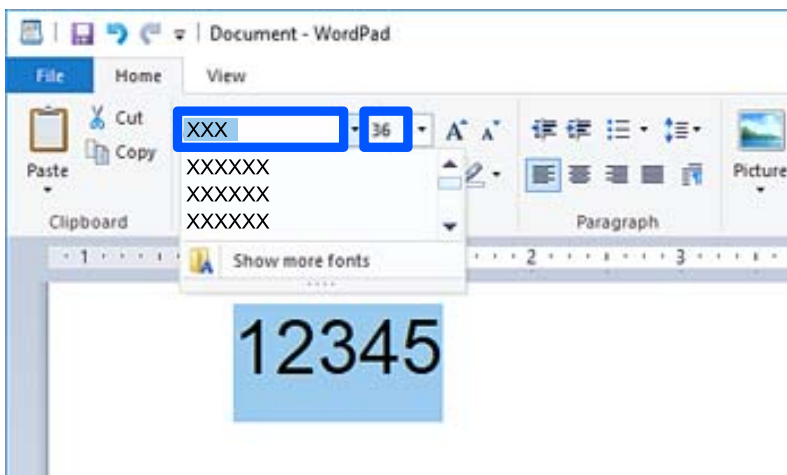 Document - WordPad
File Home View
Paste
Cut
Copy
Clipboard
XXX 36 A A
XXXXXX
XXXXXX
XXXXXX
Show more fonts
Paragraph
Picture
1 2 3
12345